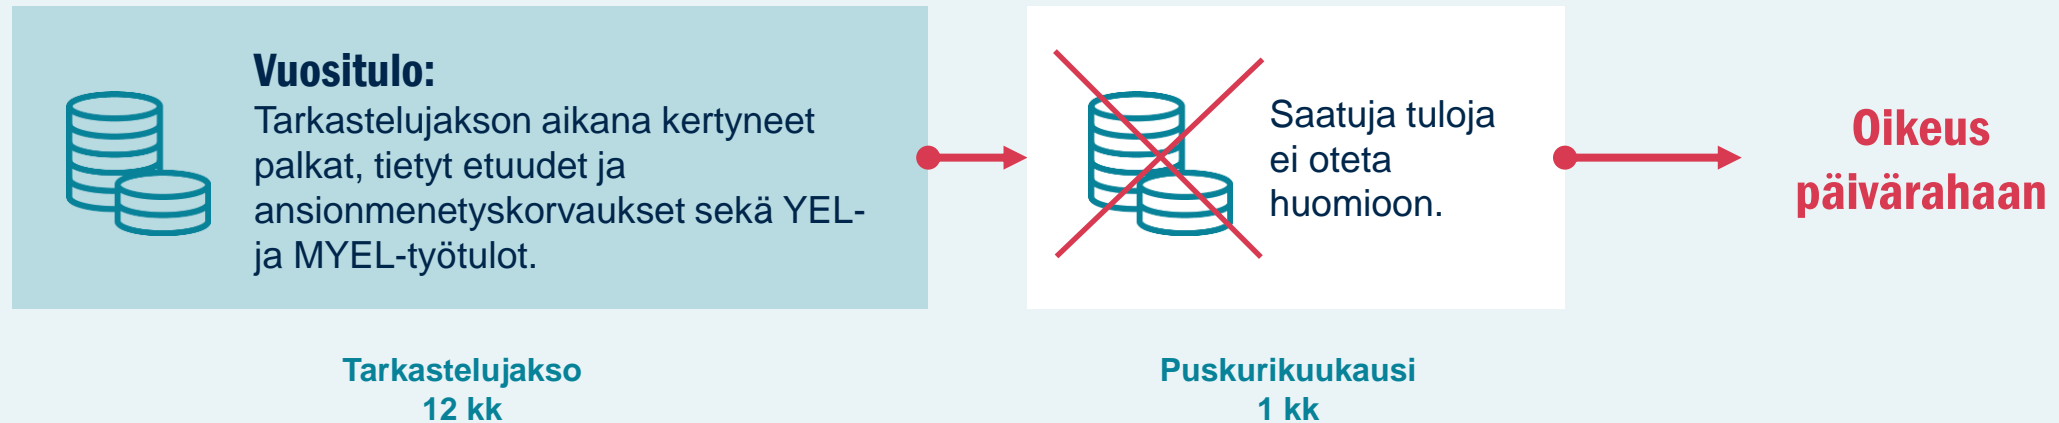 Vuositulo:
Tarkastelujakson aikana kertyneet
palkat, tietyt etuudet ja
ansionmenetyskorvaukset sekä YEL-
ja MYEL-työtulot.
Saatuja tuloja
ei oteta
huomioon.
Oikeus
päivärahaan
Tarkastelujakso
12 kk
Puskurikuukausi
1 kk